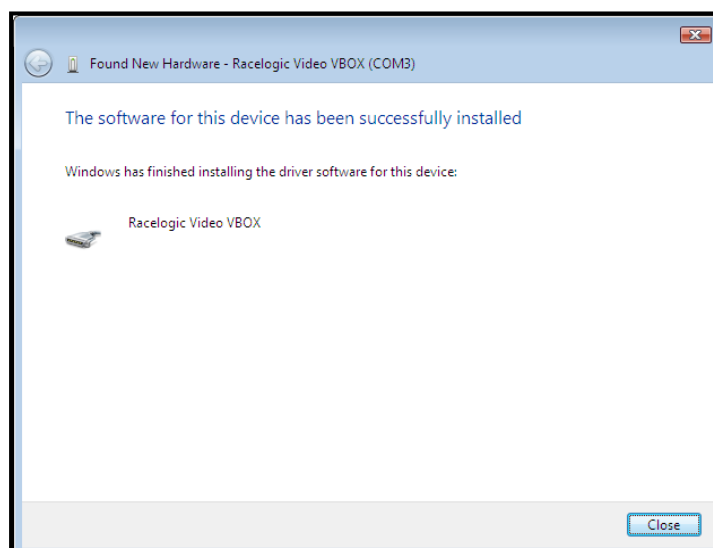 Found New Hardware - Racelogic Video VBOX (COM3)
The software for this device has been successfully installed
Windows has finished installing the driver software for this device:
Racelogic Video VBOX
Close